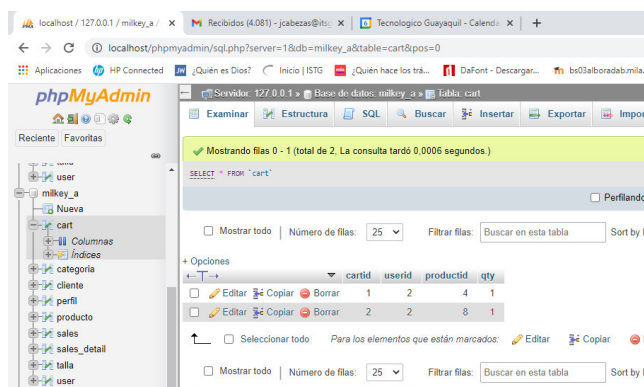 localhost / 127.0.0.1 / milkey_a /
Recibidos (4.081) - jcabezas@itsg
Tecnologico Guayaquil - Calenda
localhost/phpmyadmin/sql.php?server=1&db=milkey_a&table=cart&pos=0
Aplicaciones HP Connected ¿Quién es Dios? Inicio | ISTG ¿Quién hace los trá... DaFont - Descargar... bs03alboradab.mila.
phpMyAdmin
Reciente Favoritas
user
milkey_a
Nueva
cart
Columnas
Índices
categoria
cliente
perfil
producto
sales
sales_detail
talla
user
Servidor: 127.0.0.1 » Base de datos: milkey_a » Tabla: cart
Examinar Estructura SQL Buscar Insertar Exportar Impor
Mostrando filas 0 - 1 (total de 2, La consulta tardó 0,0006 segundos.)
SELECT * FROM `cart`
Perfilando
Mostrar todo Número de filas: 25 Filtrar filas: Buscar en esta tabla Sort by
+ Opciones
cartid userid productid qty
Editar Copiar Borrar 1 2 4 1
Editar Copiar Borrar 2 2 8 1
Seleccionar todo Para los elementos que están marcados: Editar Copiar
Mostrar todo Número de filas: 25 Filtrar filas: Buscar en esta tabla Sort by